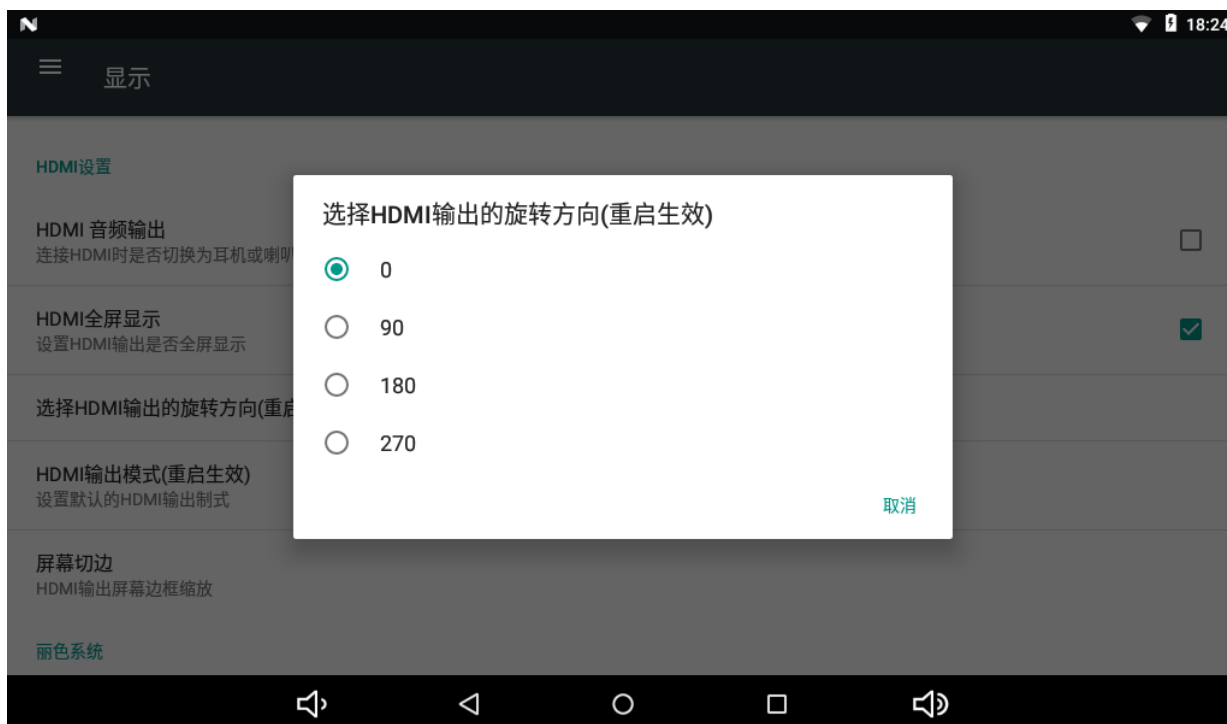 18:24
显示
HDMI设置
HDMI 音频输出
连接HDMI时是否切换为耳机或喇叭
HDMI全屏显示
设置HDMI输出是否全屏显示
选择HDMI输出的旋转方向(重启
HDMI输出模式(重启生效)
设置默认的HDMI输出制式
屏幕切边
HDMI输出屏幕边框缩放
丽色系统
选择HDMI输出的旋转方向(重启生效)
0
90
180
270
取消